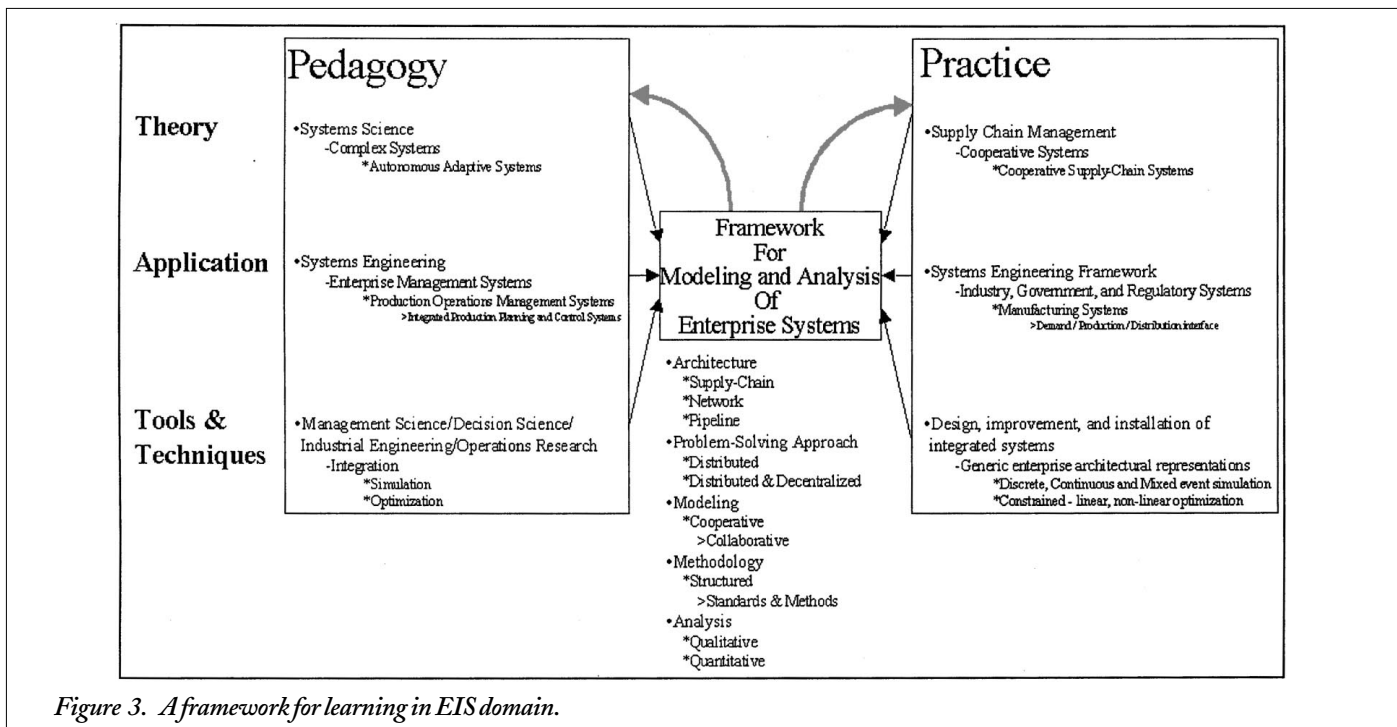 Pedagogy
Practice
Theory
•Systems Science
-Complex Systems
*Autonomous Adaptive Systems
•Supply Chain Management
-Cooperative Systems
*Cooperative Supply-Chain Systems
Framework
For
Modeling and Analysis
Of
Enterprise Systems
Application
•Systems Engineering
-Enterprise Management Systems
*Production Operations Management Systems
>Integrated Production Planning and Control Systems
•Systems Engineering Framework
-Industry, Government, and Regulatory Systems
*Manufacturing Systems
>Demand / Production / Distribution interface
•Architecture
*Supply-Chain
*Network
*Pipeline
•Problem-Solving Approach
*Distributed
*Distributed & Decentralized
•Modeling
*Cooperative
>Collaborative
•Methodology
*Structured
>Standards & Methods
•Analysis
*Qualitative
*Quantitative
Tools &
Techniques
•Management Science/Decision Science/
Industrial Engineering/Operations Research
-Integration
*Simulation
*Optimization
•Design, improvement, and installation of
integrated systems
-Generic enterprise architectural representations
*Discrete, Continuous and Mixed event simulation
*Constrained - linear, non-linear optimization
Figure 3. A framework for learning in EIS domain.